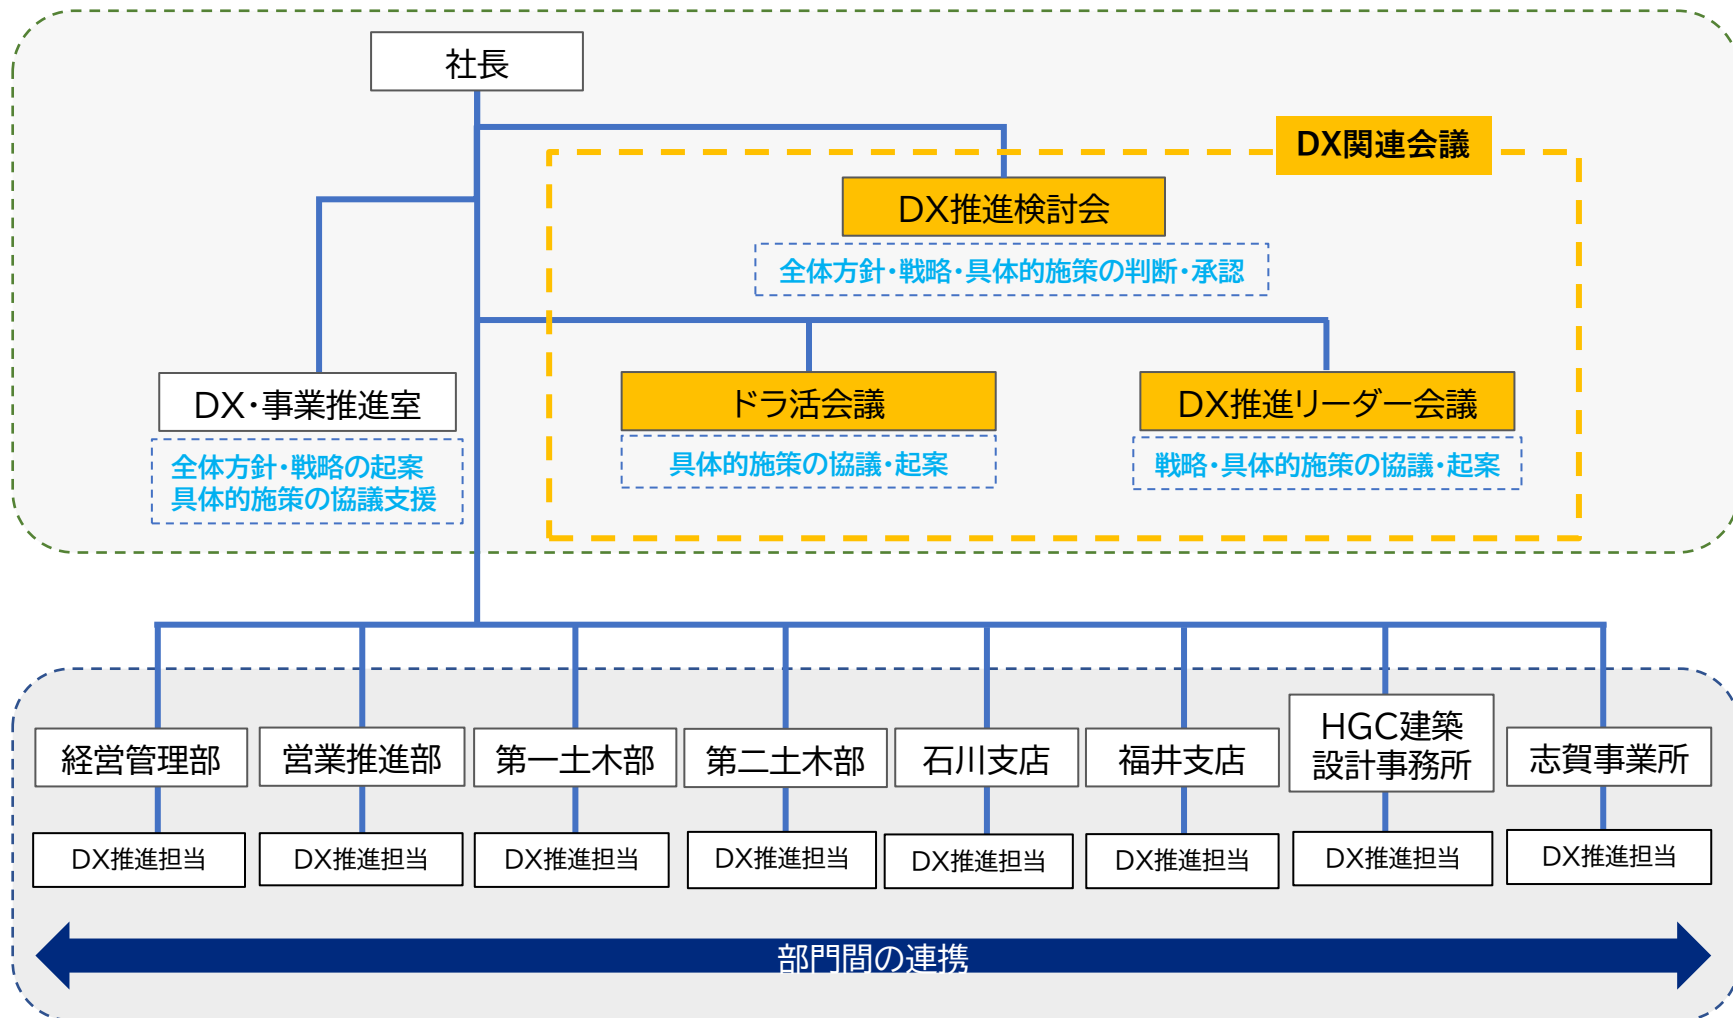 社長
DX関連会議
DX推進検討会
全体方針・戦略・具体的施策の判断・承認
DX・事業推進室
全体方針・戦略の起案
具体的施策の協議支援
ドラ活会議
具体的施策の協議・起案
DX推進リーダー会議
戦略・具体的施策の協議・起案
経営管理部
営業推進部
第一土木部
第二土木部
石川支店
福井支店
HGC建築
設計事務所
志賀事業所
DX推進担当
DX推進担当
DX推進担当
DX推進担当
DX推進担当
DX推進担当
DX推進担当
DX推進担当
部門間の連携